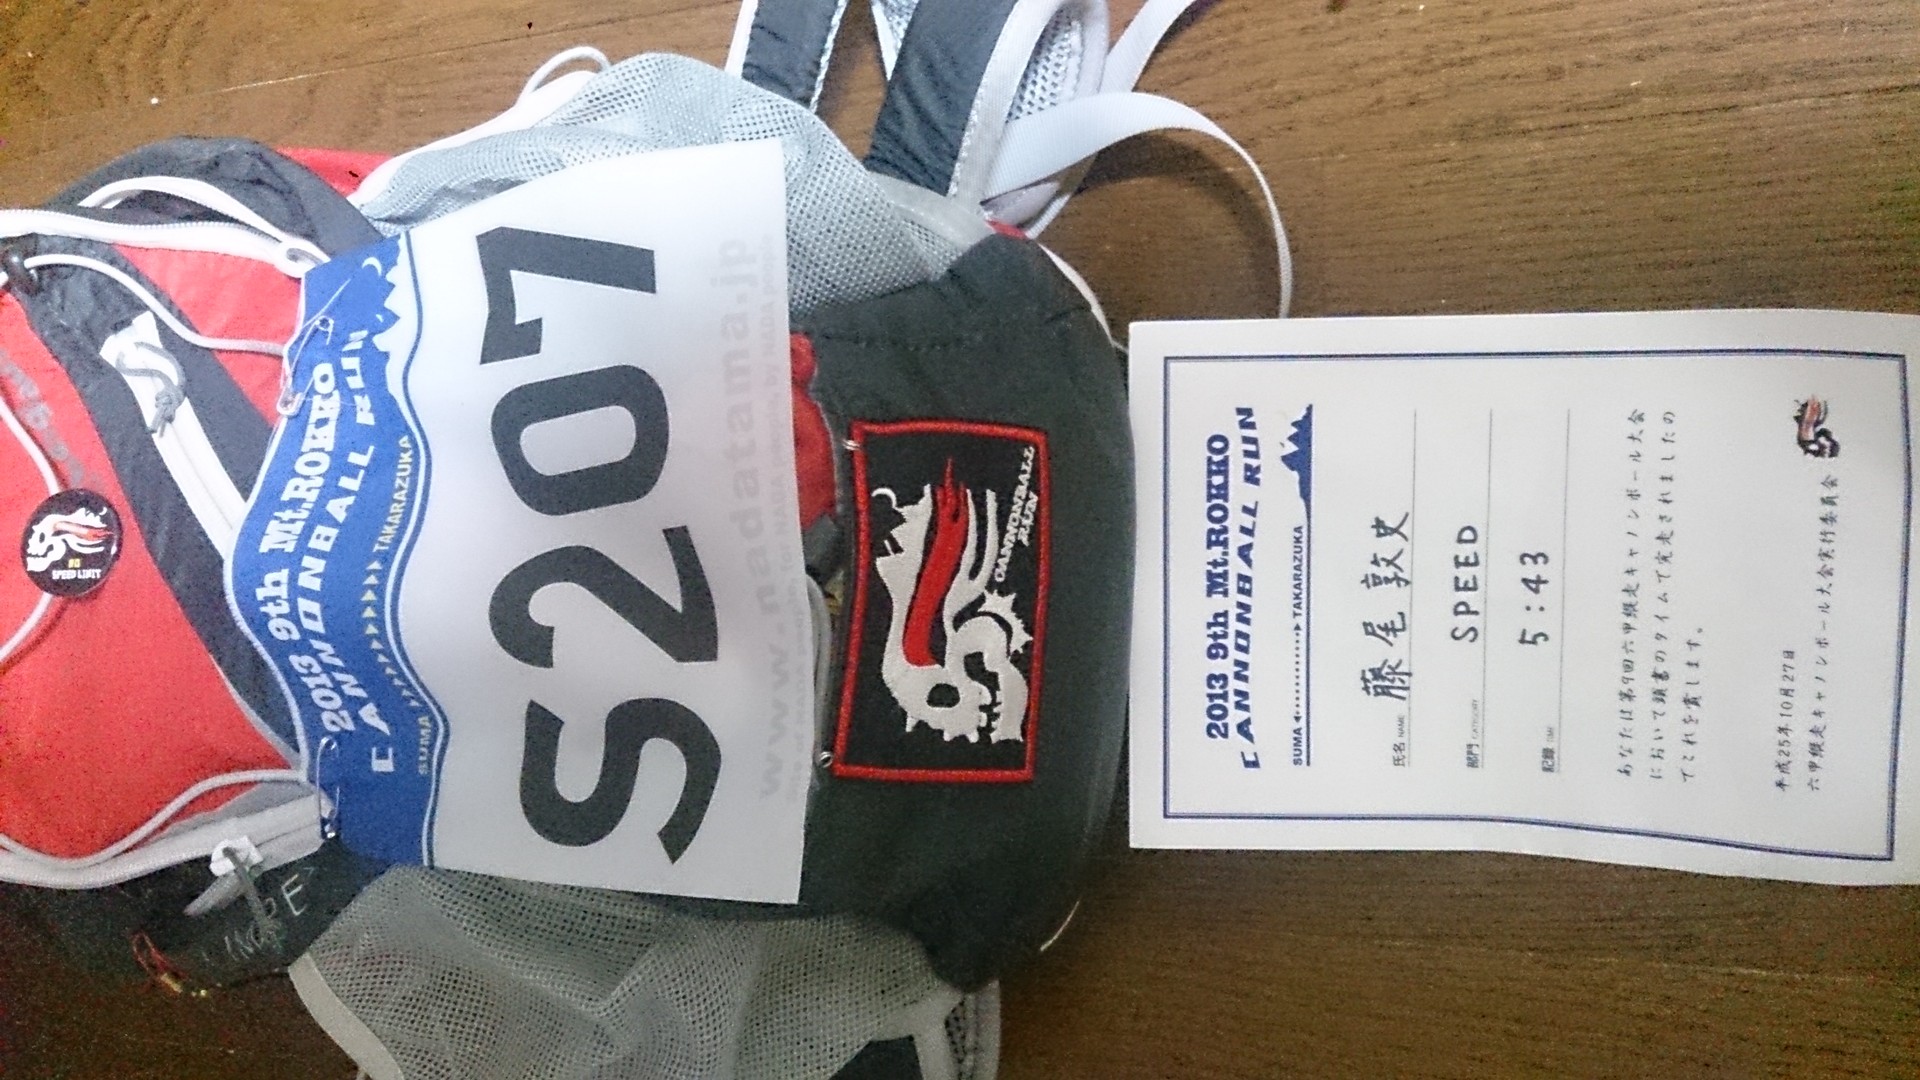 2013 9th Mt.ROKKO
CANNONBALL RUN
SUMA TAKARAZUKA
S207
www.nadatama.jp
NO
SPEED LIMIT
CANNONBALL
RUN
2013 9th Mt.ROKKO
CANNONBALL RUN
SUMA TAKARAZUKA
氏名 NAME 藤尾敦史
部門 CATEGORY SPEED
記録 TIME 5:43
あなたは第9回六甲縦走キャノンボール大会
において頭書のタイムで完走されましたの
でこれを賞します。
平成25年10月27日
六甲縦走キャノンボール大会実行委員会